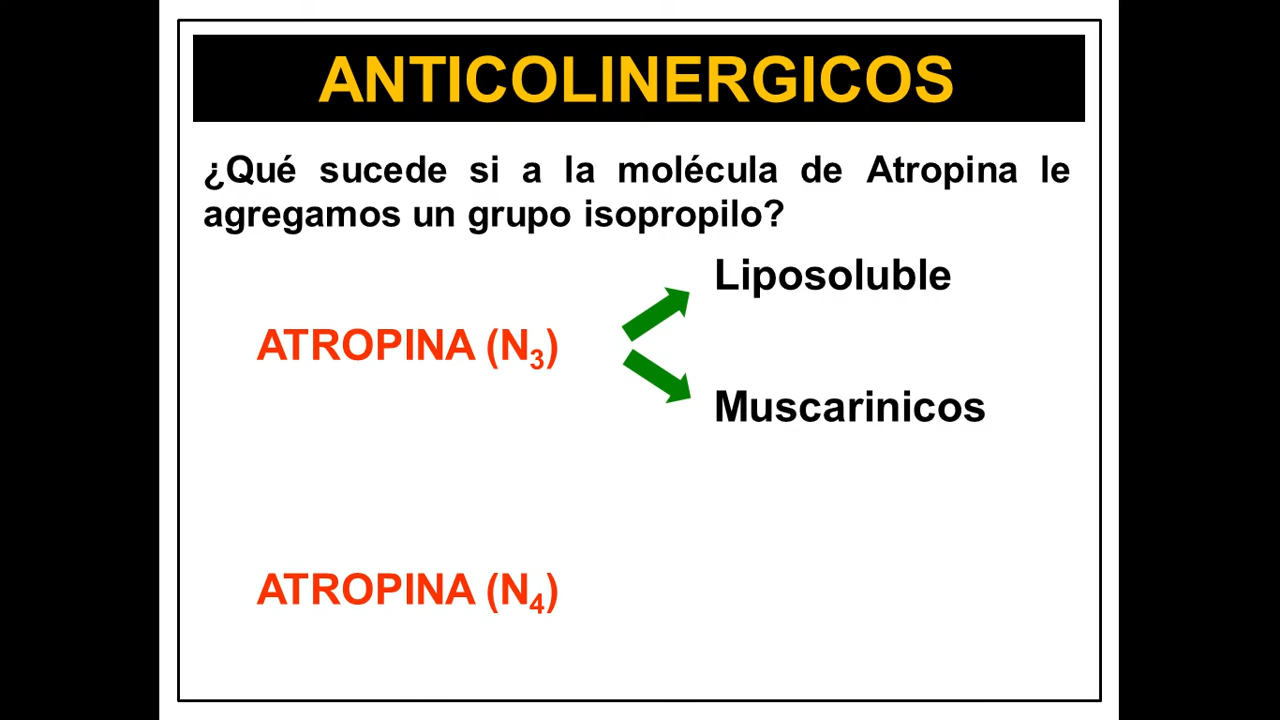 ANTICOLINERGICOS
¿Qué sucede si a la molécula de Atropina le
agregamos un grupo isopropilo?
Liposoluble
ATROPINA (N₃)
Muscarinicos
ATROPINA (N₄)